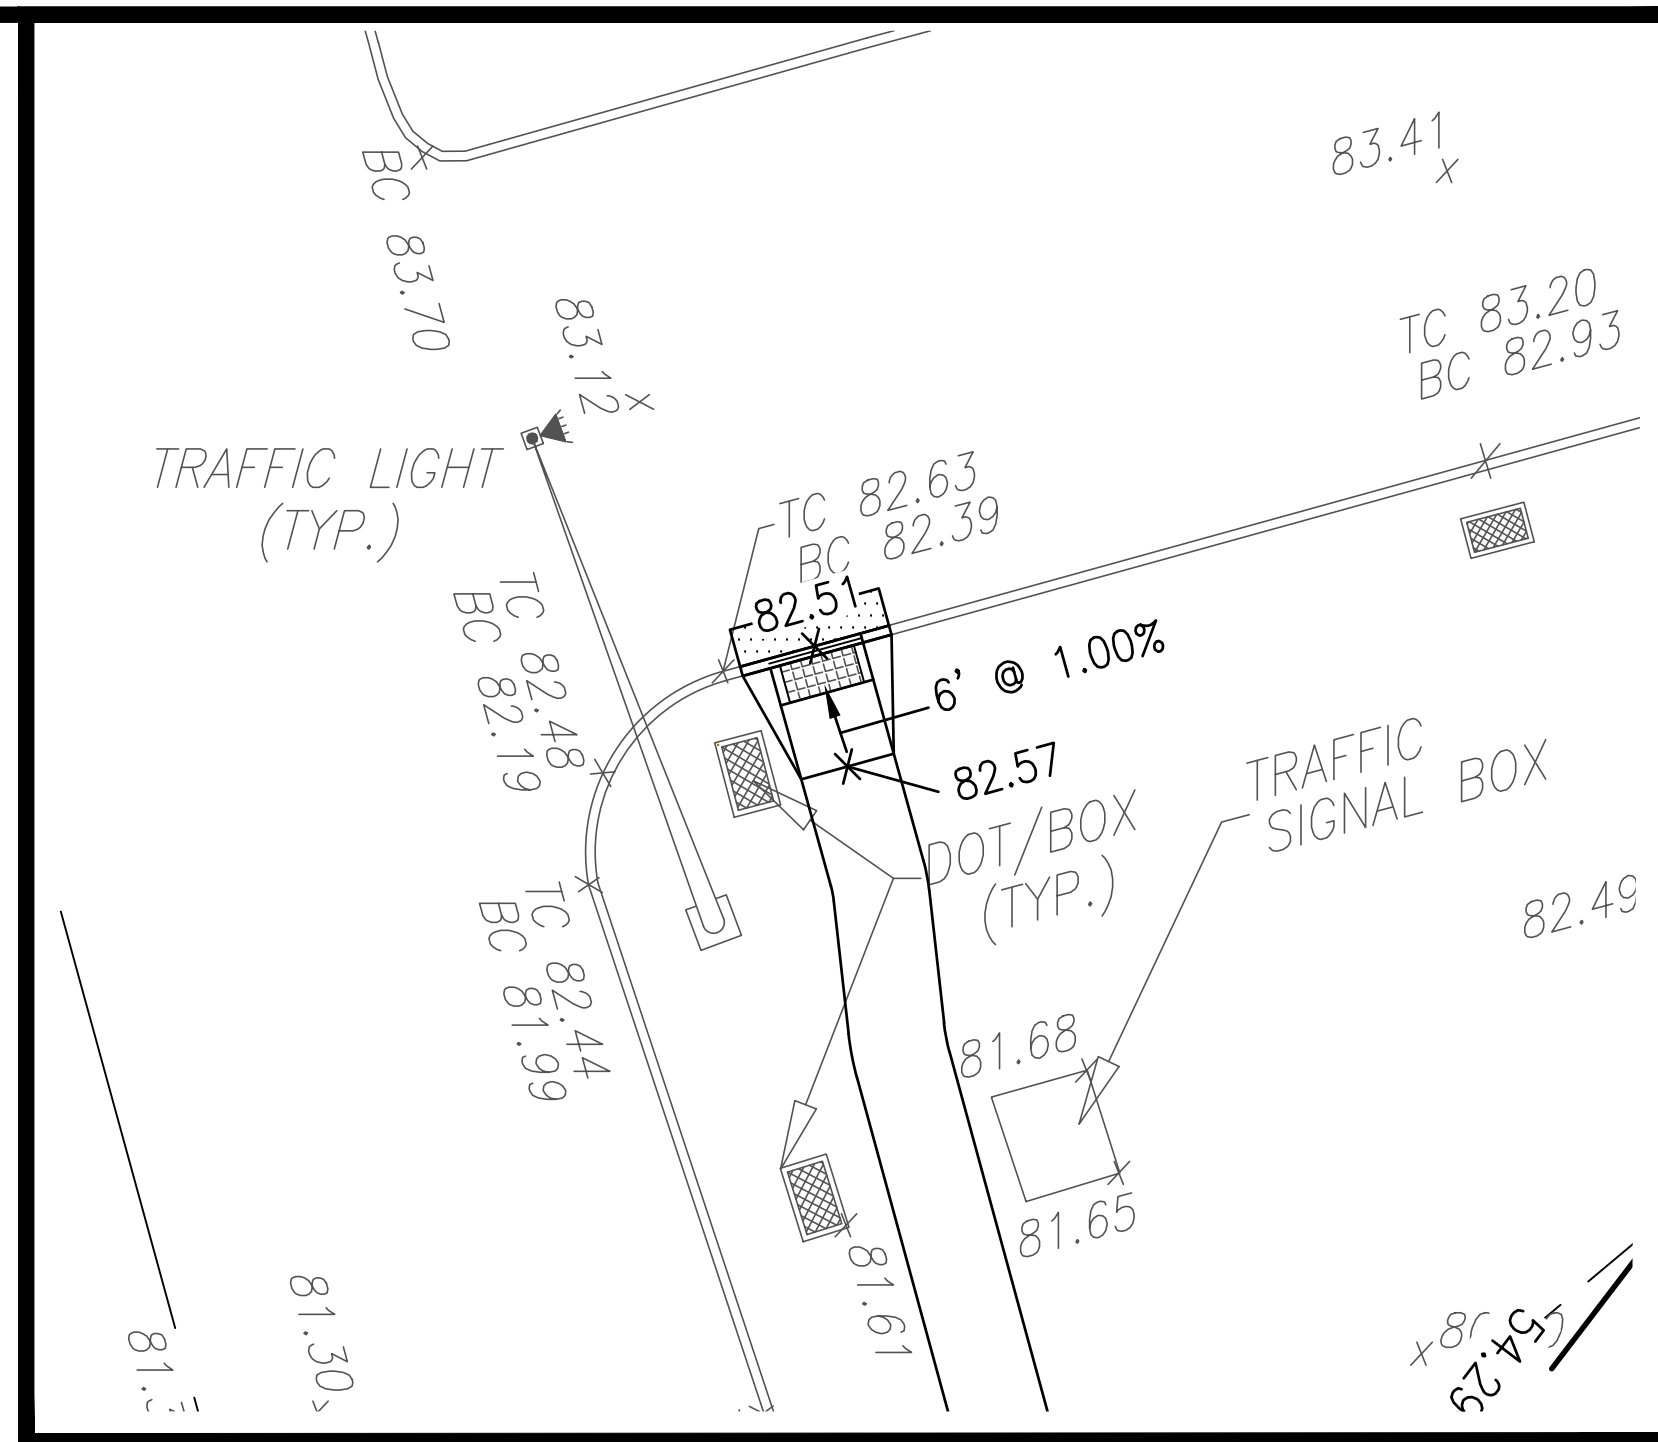 83.41
BC 83.70
83.12
TC 83.20
BC 82.93
TRAFFIC LIGHT
(TYP.)
TC 82.63
BC 82.39
82.51
TC 82.48
BC 82.19
6' @ 1.00%
82.57
TRAFFIC
SIGNAL BOX
DOT/BOX
(TYP.)
TC 82.44
BC 81.99
82.49
81.68
81.65
81.61
81.30
54.29